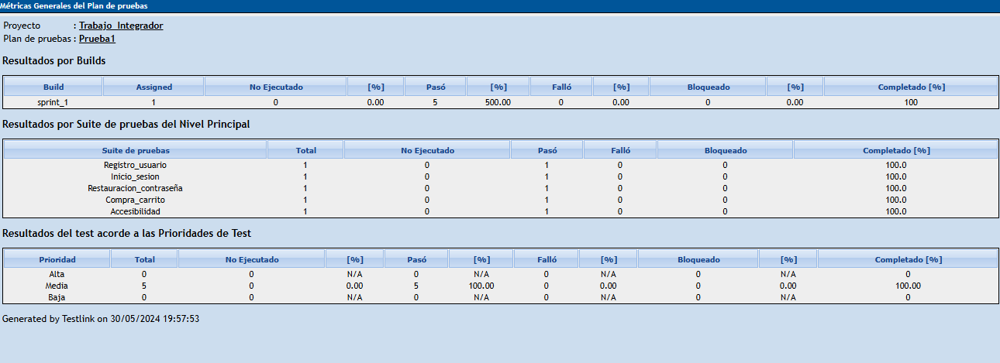 Métricas Generales del Plan de pruebas
Proyecto : Trabajo_Integrador
Plan de pruebas : Prueba1
Resultados por Builds
Build Assigned No Ejecutado [%] Pasó [%] Falló [%] Bloqueado [%] Completado [%]
sprint_1 1 0 0.00 5 500.00 0 0.00 0 0.00 100
Resultados por Suite de pruebas del Nivel Principal
Suite de pruebas Total No Ejecutado Pasó Falló Bloqueado Completado [%]
Registro_usuario 1 0 1 0 0 100.0
Inicio_sesion 1 0 1 0 0 100.0
Restauracion_contraseña 1 0 1 0 0 100.0
Compra_carrito 1 0 1 0 0 100.0
Accesibilidad 1 0 1 0 0 100.0
Resultados del test acorde a las Prioridades de Test
Prioridad Total No Ejecutado [%] Pasó [%] Falló [%] Bloqueado [%] Completado [%]
Alta 0 0 N/A 0 N/A 0 N/A 0 N/A 0
Media 5 0 0.00 5 100.00 0 0.00 0 0.00 100.00
Baja 0 0 N/A 0 N/A 0 N/A 0 N/A 0
Generated by Testlink on 30/05/2024 19:57:53